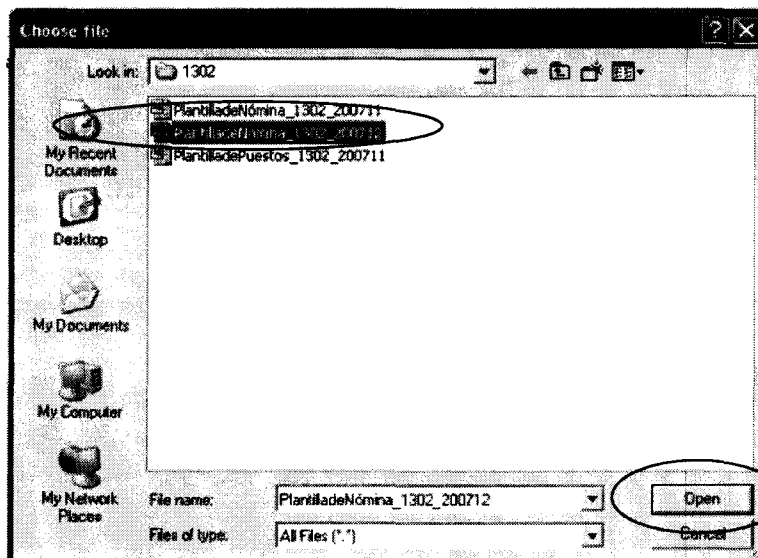 Choose file
Look in: 1302
PlantilladeNómina_1302_200711
PlantilladeNómina_1302_200712
PlantilladePuestos_1302_200711
My Recent
Documents
Desktop
My Documents
My Computer
My Network
Places
File name: PlantilladeNómina_1302_200712 Open
Files of type: All Files (*.*) Cancel